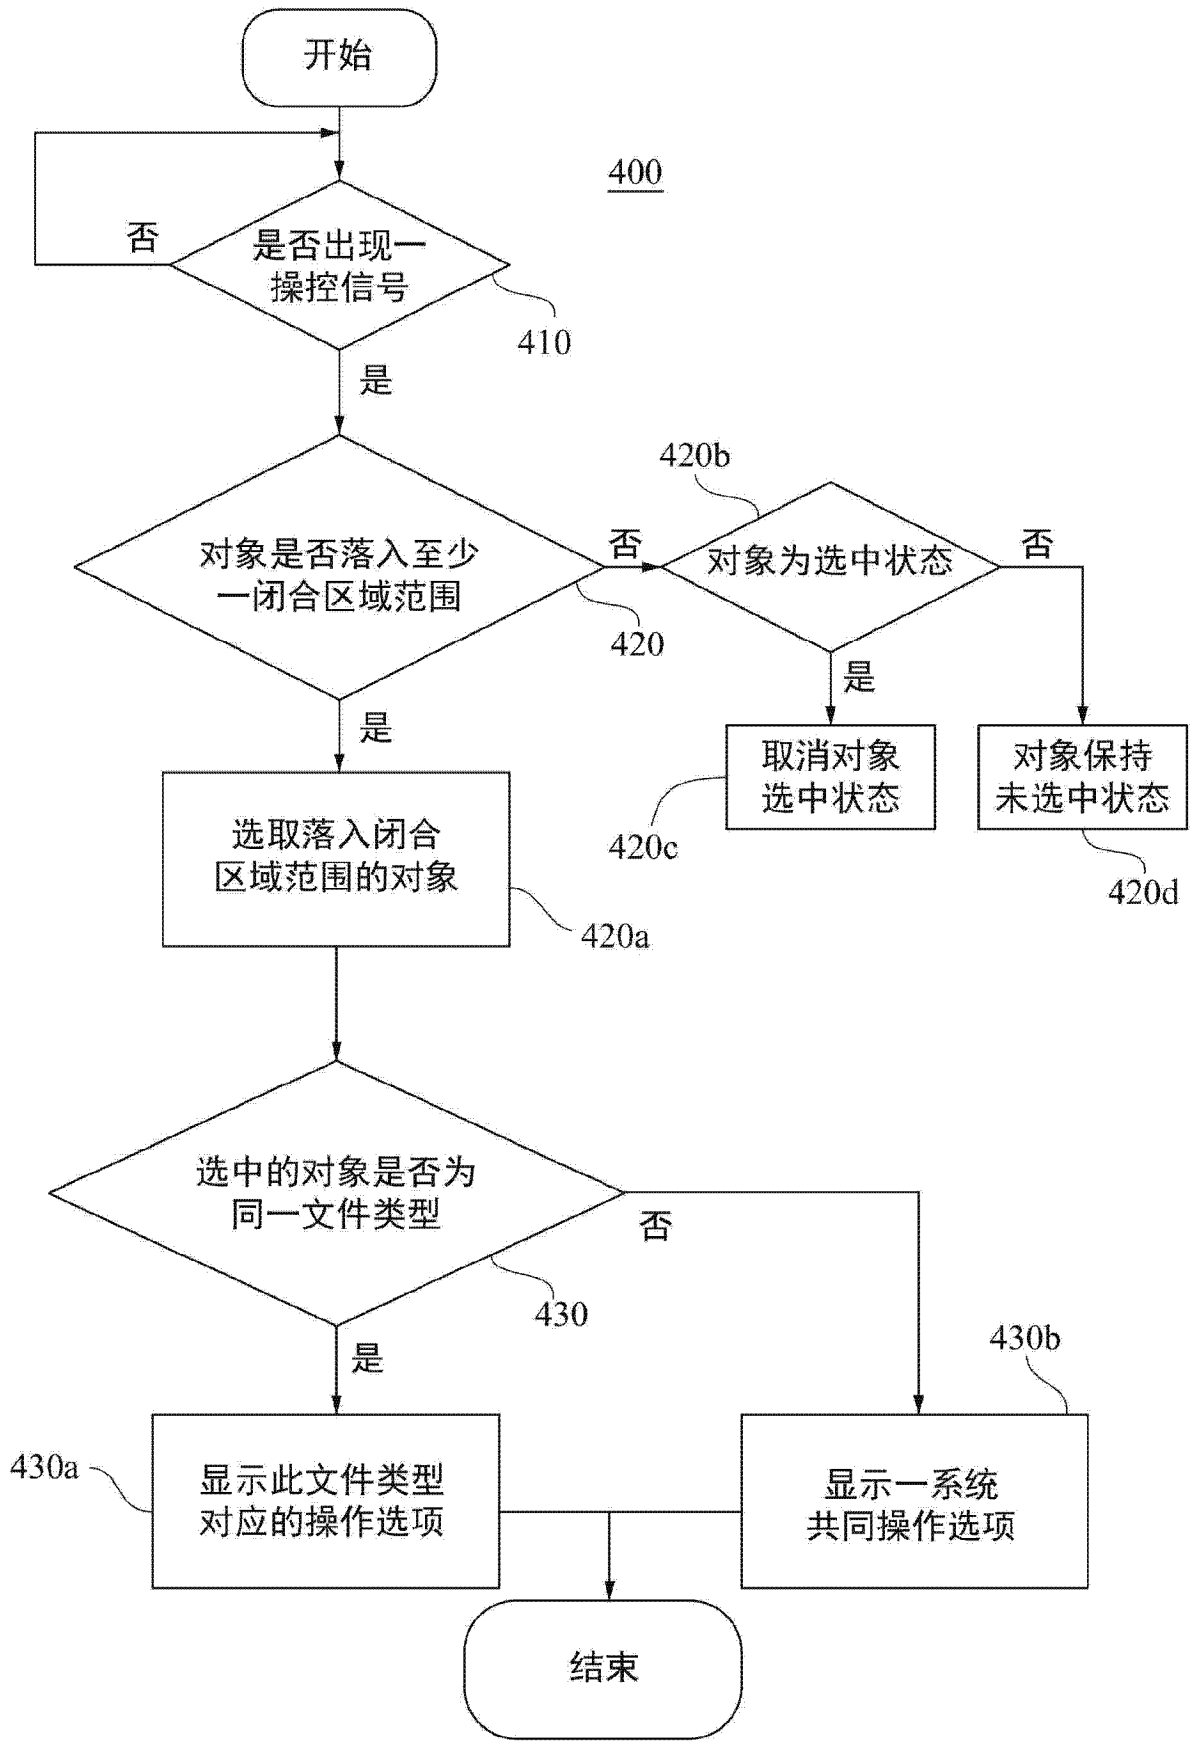 开始
400
否
是否出现一
操控信号
410
是
420b
对象是否落入至少
一闭合区域范围
否
对象为选中状态
否
420
是
是
取消对象
选中状态
对象保持
未选中状态
420c
420d
选取落入闭合
区域范围的对象
420a
选中的对象是否为
同一文件类型
否
430
是
430b
430a
显示此文件类型
对应的操作选项
显示一系统
共同操作选项
结束